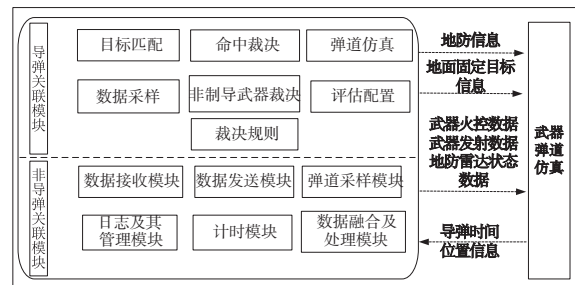 导弹关联模块
目标匹配
命中裁决
弹道仿真
数据采样
非制导武器裁决
评估配置
裁决规则
非导弹关联模块
数据接收模块
数据发送模块
弹道采样模块
日志及其
管理模块
计时模块
数据融合及
处理模块
地防信息
地面固定目标
信息
武器火控数据
武器发射数据
地防雷达状态
数据
导弹时间
位置信息
武器
弹道
仿真